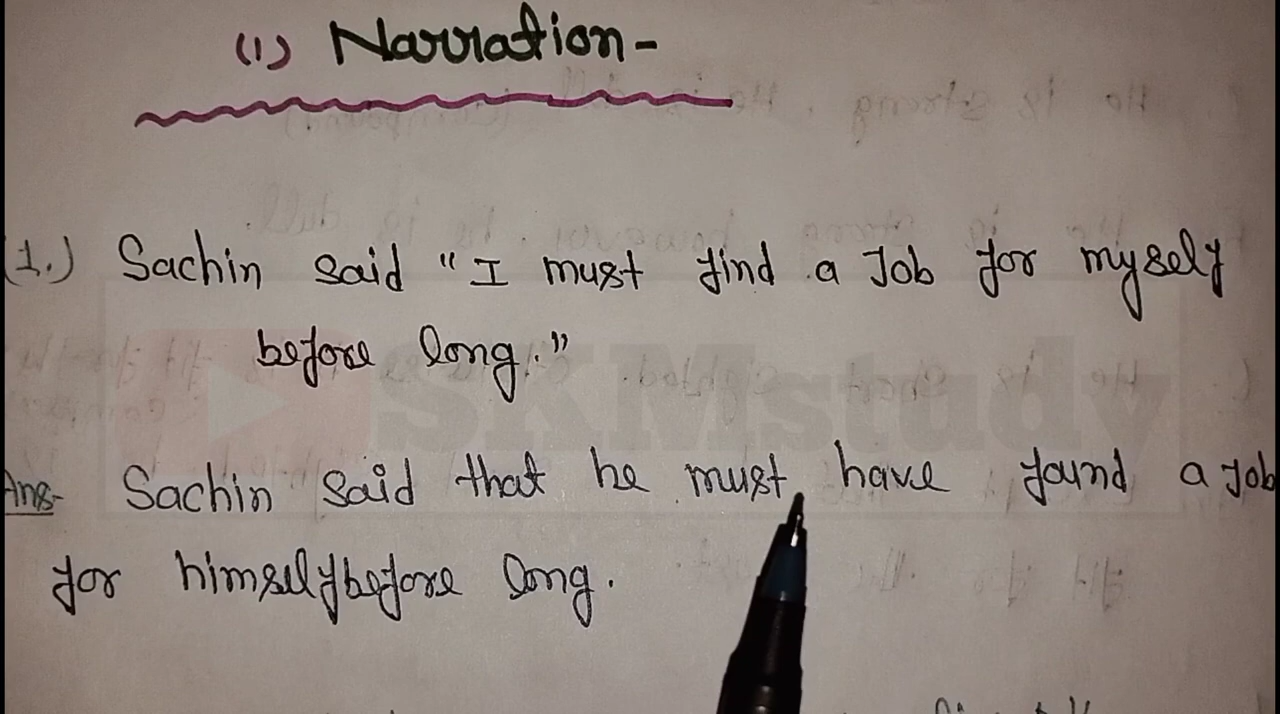 (1) Narration-
(1.) Sachin said "I must find a Job for myself
before long."
SKMstudy
Ans- Sachin said that he must have found a Job
for himself before long.